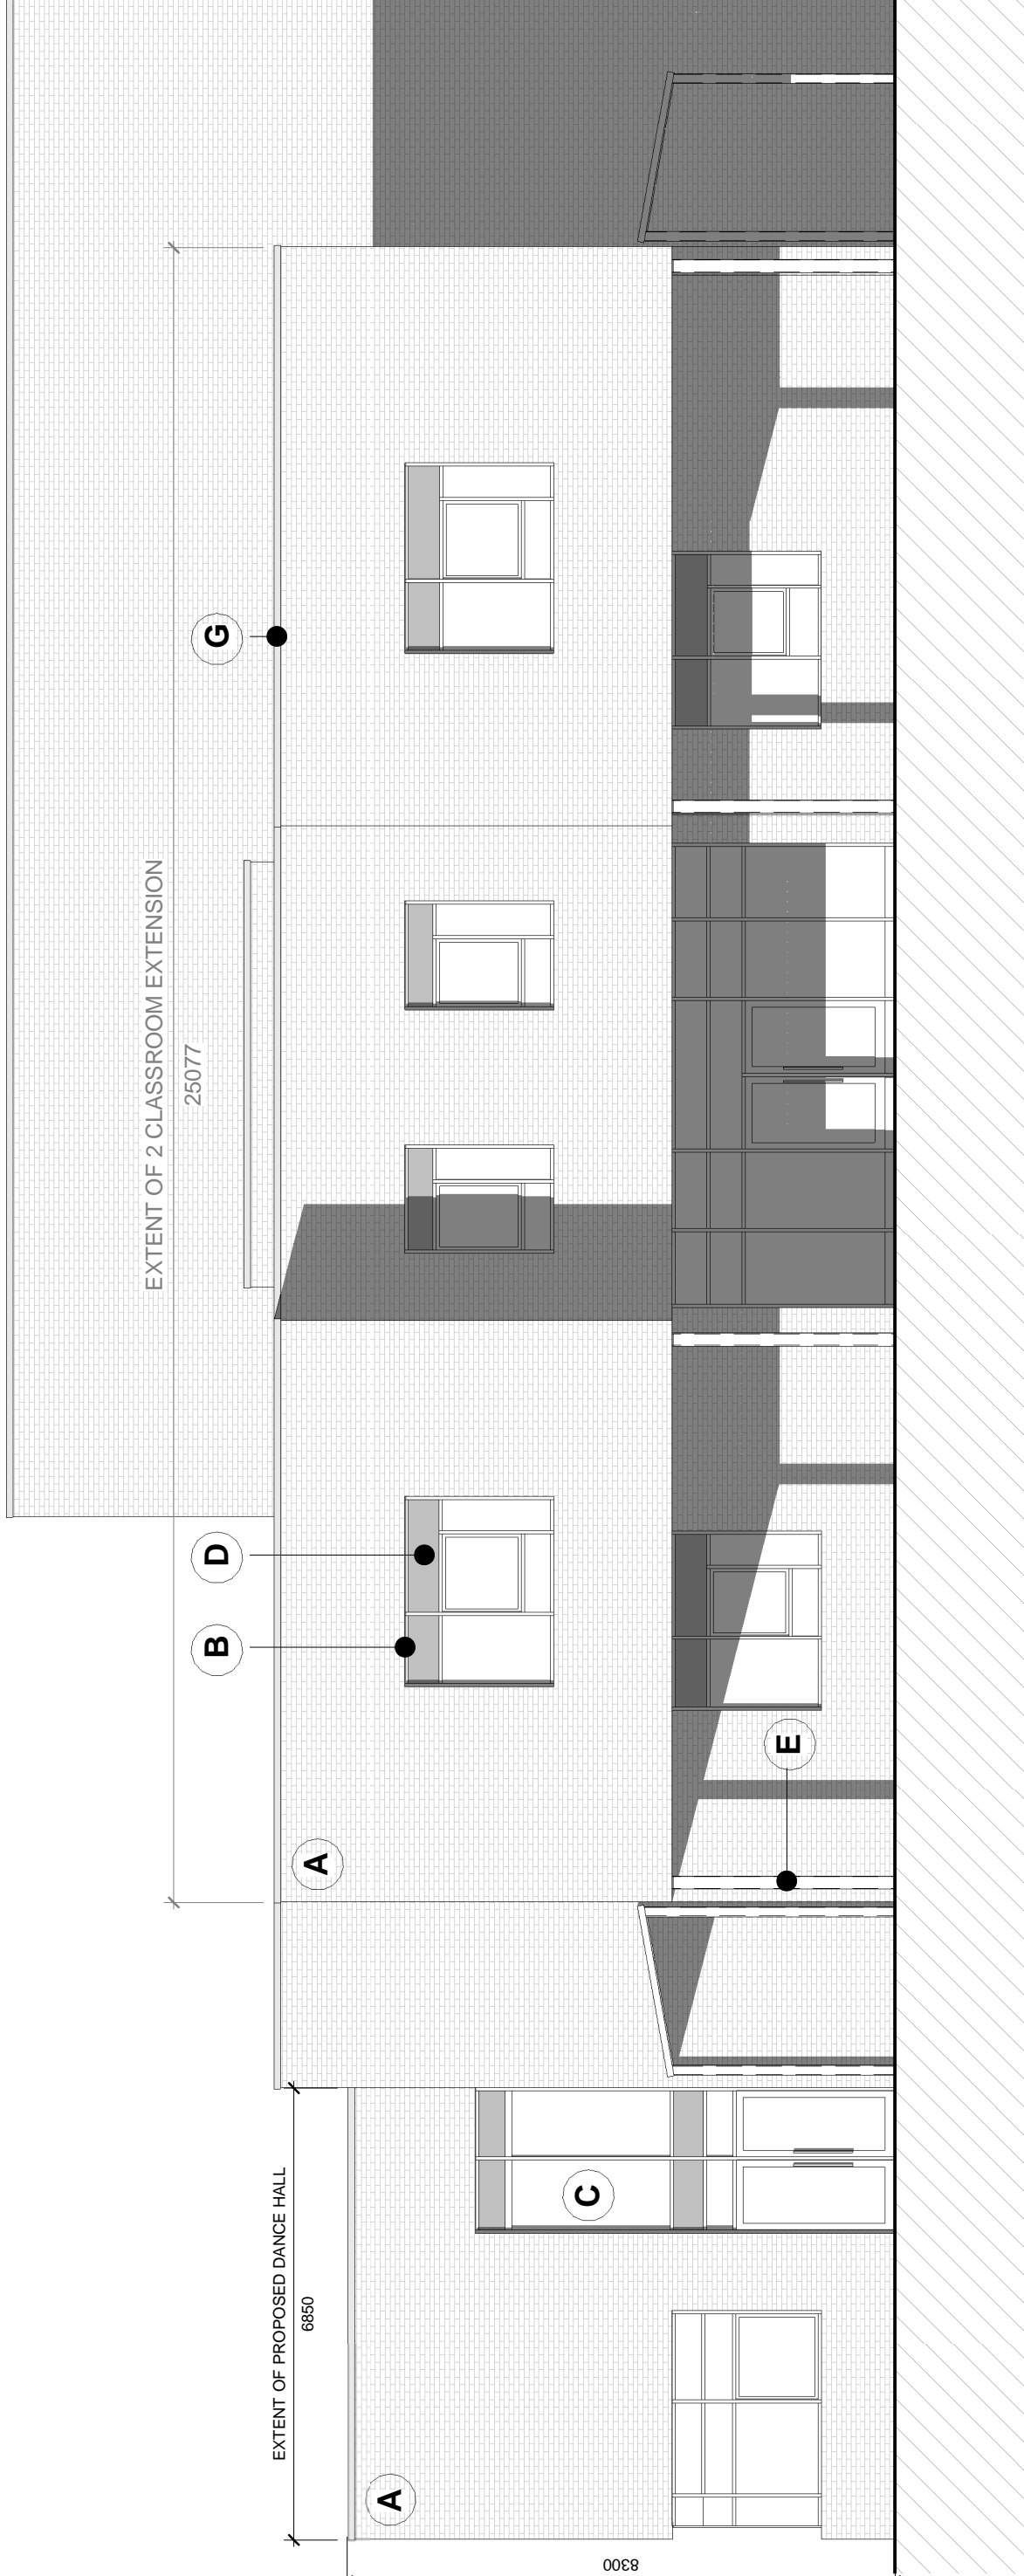 EXTENT OF 2 CLASSROOM EXTENSION
25077
G
D
B
A
E
EXTENT OF PROPOSED DANCE HALL
6850
C
A
8300